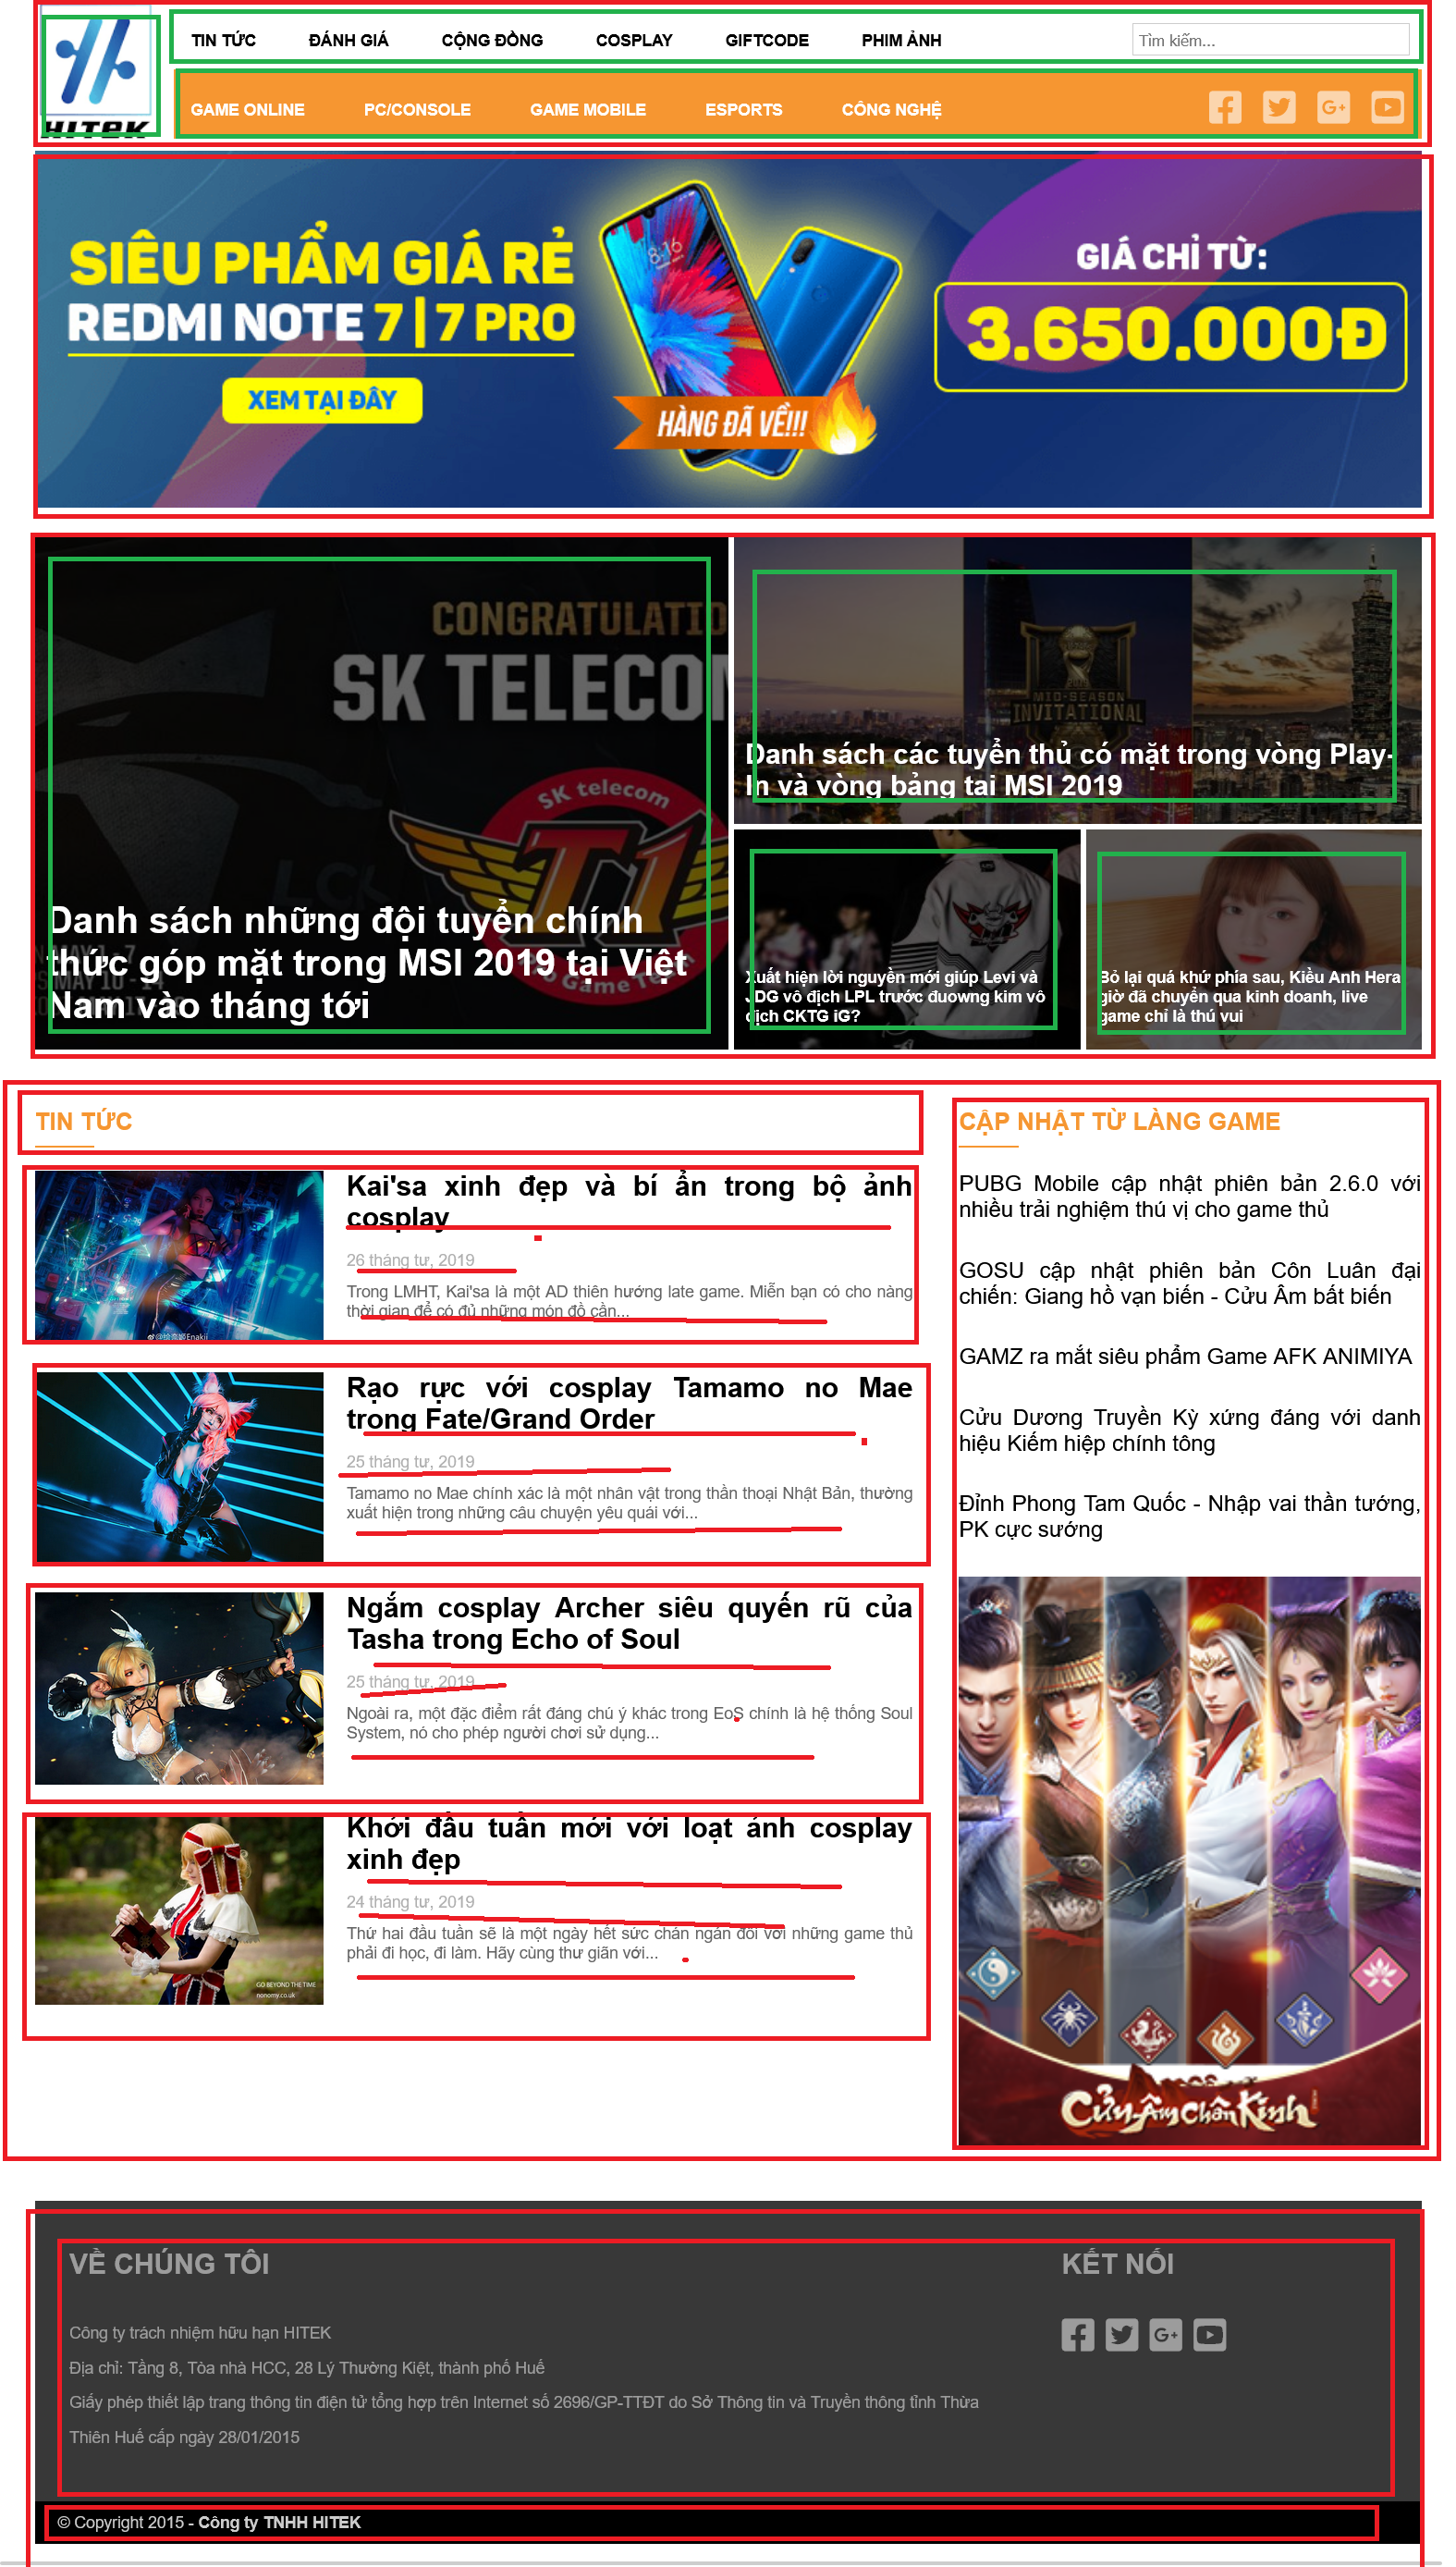 HITEK
TIN TỨC ĐÁNH GIÁ CỘNG ĐỒNG COSPLAY GIFTCODE PHIM ẢNH Tìm kiếm...
GAME ONLINE PC/CONSOLE GAME MOBILE ESPORTS CÔNG NGHỆ
SIÊU PHẨM GIÁ RẺ
REDMI NOTE 7 | 7 PRO
XEM TẠI ĐÂY
8:16
HÀNG ĐÃ VỀ!!!
GIÁ CHỈ TỪ:
3.650.000Đ
CONGRATULATIO
SK TELECOM
SK telecom
T1
Danh sách những đội tuyển chính
thức góp mặt trong MSI 2019 tại Việt
Nam vào tháng tới
MID-SEASON
INVITATIONAL
Danh sách các tuyển thủ có mặt trong vòng Play-
In và vòng bảng tại MSI 2019
Xuất hiện lời nguyền mới giúp Levi và
JDG vô địch LPL trước đuơng kim vô
địch CKTG iG?
Bỏ lại quá khứ phía sau, Kiều Anh Hera
giờ đã chuyển qua kinh doanh, live
game chỉ là thú vui
TIN TỨC
Kai'sa xinh đẹp và bí ẩn trong bộ ảnh
cosplay
26 tháng tư, 2019
Trong LMHT, Kai'sa là một AD thiên hướng late game. Miễn bạn có cho nàng
thời gian để có đủ những món đồ cần...
Rạo rực với cosplay Tamamo no Mae
trong Fate/Grand Order
25 tháng tư, 2019
Tamamo no Mae chính xác là một nhân vật trong thần thoại Nhật Bản, thường
xuất hiện trong những câu chuyện yêu quái với...
Ngắm cosplay Archer siêu quyến rũ của
Tasha trong Echo of Soul
25 tháng tư, 2019
Ngoài ra, một đặc điểm rất đáng chú ý khác trong EoS chính là hệ thống Soul
System, nó cho phép người chơi sử dụng...
GO BEYOND THE TIME
nonomy.co.uk
Khởi đầu tuần mới với loạt ảnh cosplay
xinh đẹp
24 tháng tư, 2019
Thứ hai đầu tuần sẽ là một ngày hết sức chán ngán đối với những game thủ
phải đi học, đi làm. Hãy cùng thư giãn với...
CẬP NHẬT TỪ LÀNG GAME
PUBG Mobile cập nhật phiên bản 2.6.0 với
nhiều trải nghiệm thú vị cho game thủ
GOSU cập nhật phiên bản Côn Luân đại
chiến: Giang hồ vạn biến - Cửu Âm bất biến
GAMZ ra mắt siêu phẩm Game AFK ANIMIYA
Cửu Dương Truyền Kỳ xứng đáng với danh
hiệu Kiếm hiệp chính tông
Đỉnh Phong Tam Quốc - Nhập vai thần tướng,
PK cực sướng
Cửu Âm Chân Kinh
VỀ CHÚNG TÔI
Công ty trách nhiệm hữu hạn HITEK
Địa chỉ: Tầng 8, Tòa nhà HCC, 28 Lý Thường Kiệt, thành phố Huế
Giấy phép thiết lập trang thông tin điện tử tổng hợp trên Internet số 2696/GP-TTĐT do Sở Thông tin và Truyền thông tỉnh Thừa
Thiên Huế cấp ngày 28/01/2015
KẾT NỐI
© Copyright 2015 - Công ty TNHH HITEK